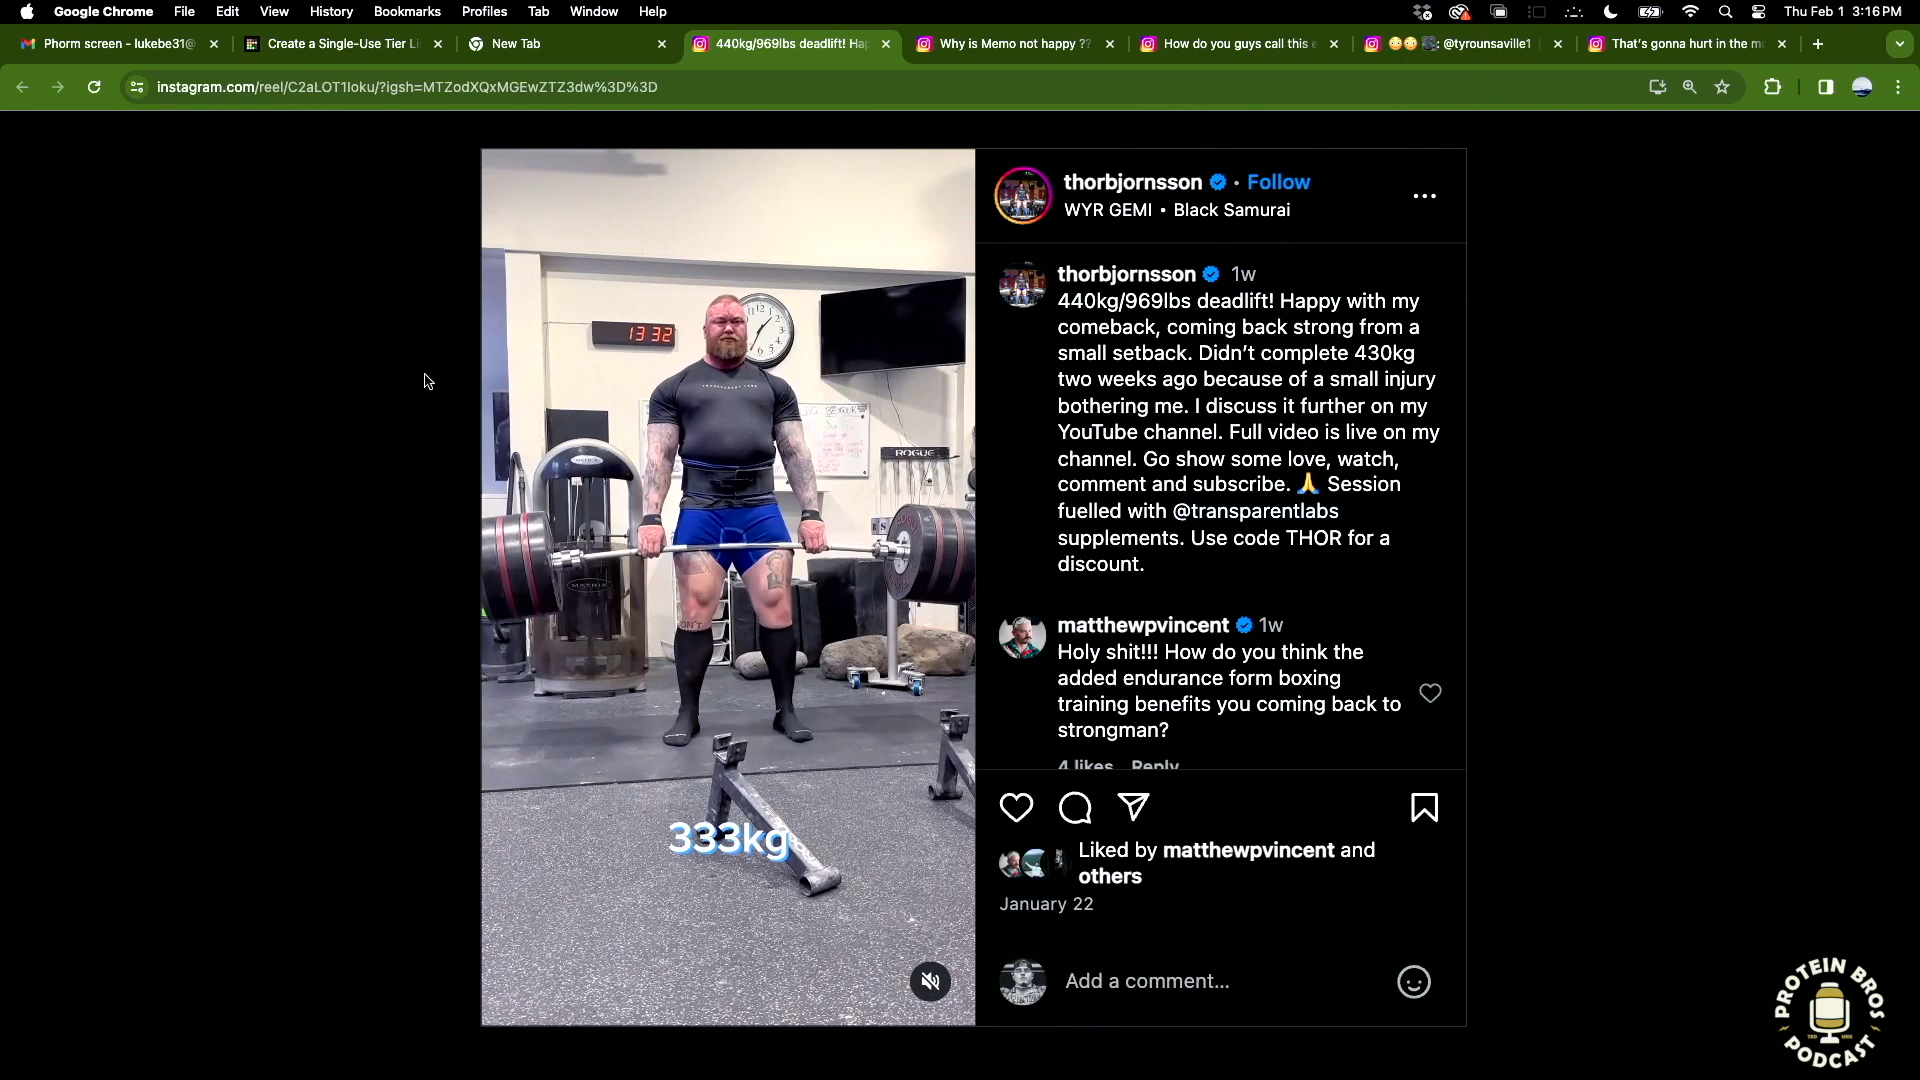 Google Chrome File Edit View History Bookmarks Profiles Tab Window Help Thu Feb 1 3:16 PM
Phorm screen - lukebe31@ Create a Single-Use Tier Li New Tab 440kg/969lbs deadlift! Hap Why is Memo not happy ?? How do you guys call this e 😳😳🎥: @tyrounsaville1 That's gonna hurt in the mo
instagram.com/reel/C2aLOT1loku/?igsh=MTZodXQxMGEwZTZ3dw%3D%3D
thorbjornsson • Follow
WYR GEMI • Black Samurai
thorbjornsson 1w
440kg/969lbs deadlift! Happy with my
comeback, coming back strong from a
small setback. Didn't complete 430kg
two weeks ago because of a small injury
bothering me. I discuss it further on my
YouTube channel. Full video is live on my
channel. Go show some love, watch,
comment and subscribe. 🙏 Session
fuelled with @transparentlabs
supplements. Use code THOR for a
discount.
matthewpvincent 1w
Holy shit!!! How do you think the
added endurance form boxing
training benefits you coming back to
strongman?
4 likes Reply
Liked by matthewpvincent and
others
January 22
Add a comment...
13 32
ROGUE
MATRIX
333kg
PROTEIN BROS
PODCAST